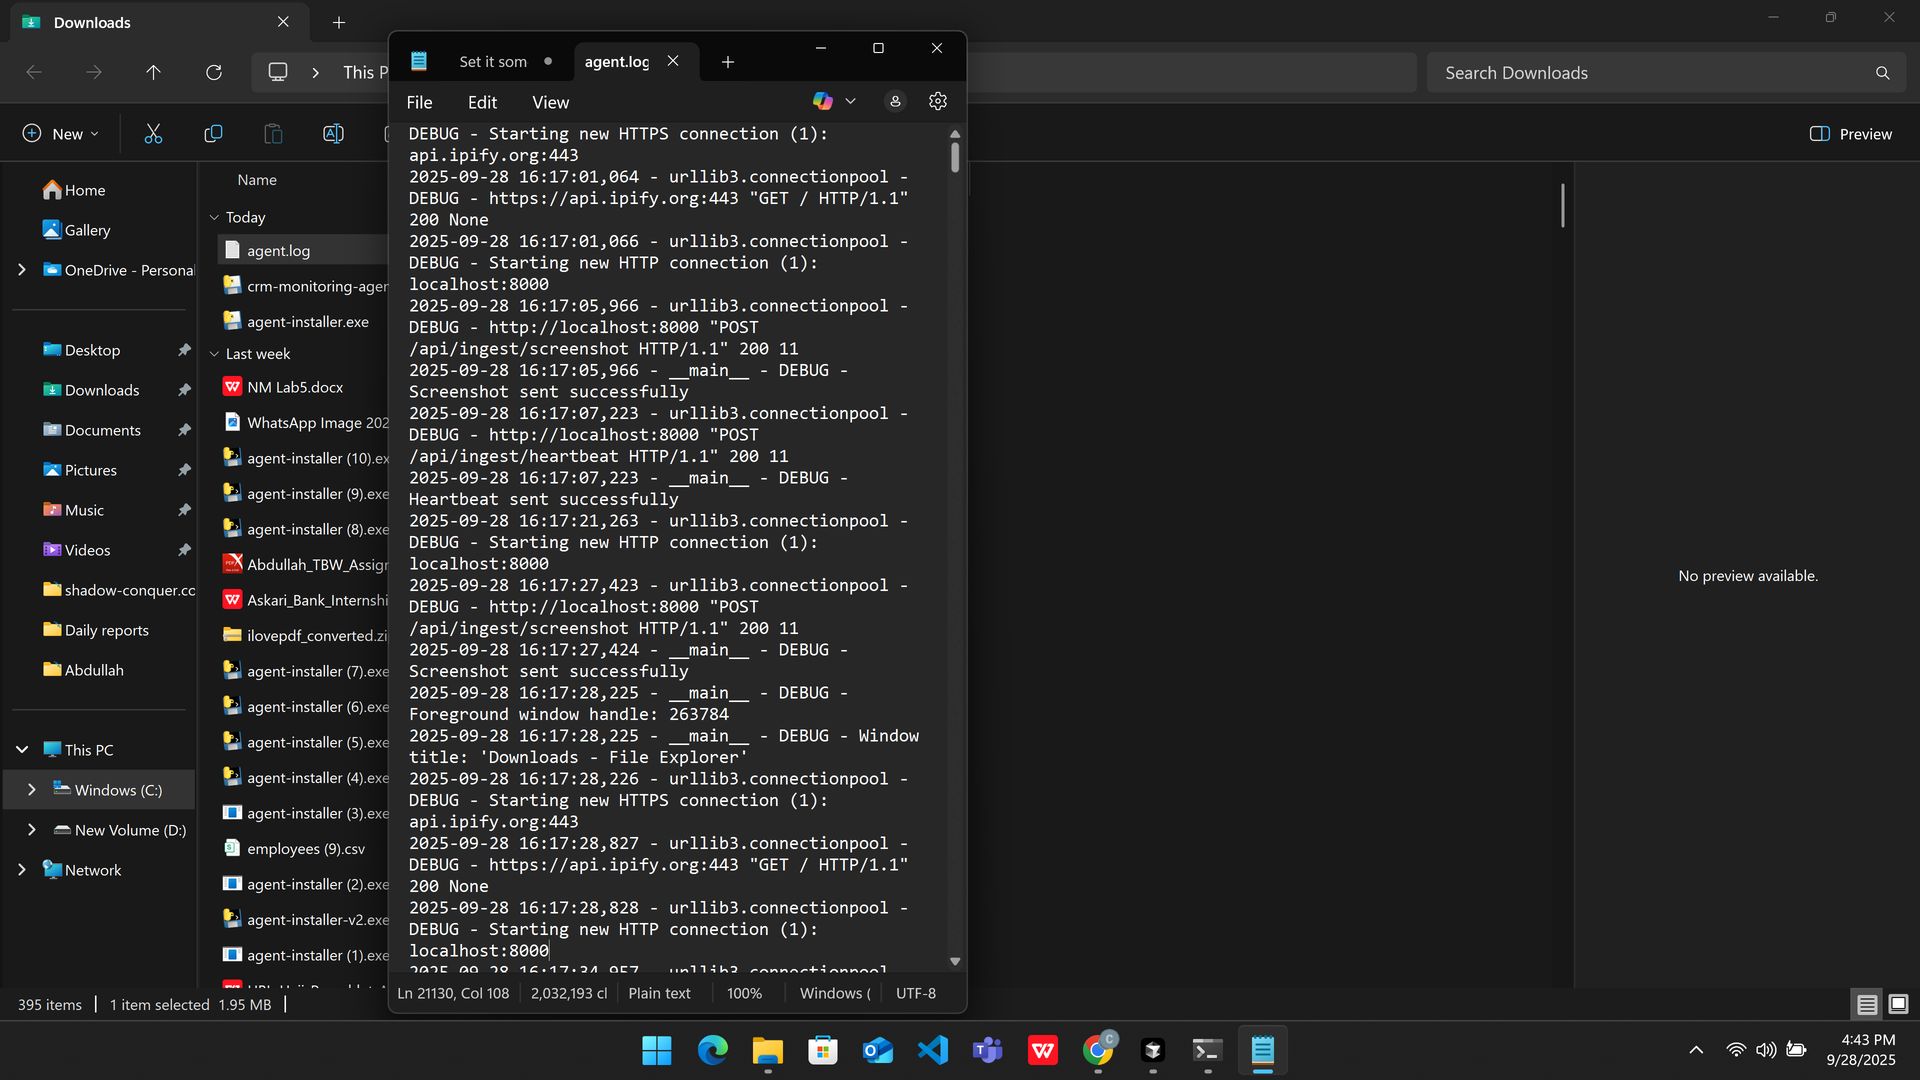 Downloads
This P
Search Downloads
New
Preview
Home
Gallery
OneDrive - Personal
Desktop
Downloads
Documents
Pictures
Music
Videos
shadow-conquer.co
Daily reports
Abdullah
This PC
Windows (C:)
New Volume (D:)
Network
Name
Today
agent.log
crm-monitoring-agen
agent-installer.exe
Last week
NM Lab5.docx
WhatsApp Image 202
agent-installer (10).ex
agent-installer (9).exe
agent-installer (8).exe
Abdullah_TBW_Assign
Askari_Bank_Internshi
ilovepdf_converted.zi
agent-installer (7).exe
agent-installer (6).exe
agent-installer (5).exe
agent-installer (4).exe
agent-installer (3).exe
employees (9).csv
agent-installer (2).exe
agent-installer-v2.exe
agent-installer (1).exe
Set it som
agent.log
File Edit View
DEBUG - Starting new HTTPS connection (1):
api.ipify.org:443
2025-09-28 16:17:01,064 - urllib3.connectionpool -
DEBUG - https://api.ipify.org:443 "GET / HTTP/1.1"
200 None
2025-09-28 16:17:01,066 - urllib3.connectionpool -
DEBUG - Starting new HTTP connection (1):
localhost:8000
2025-09-28 16:17:05,966 - urllib3.connectionpool -
DEBUG - http://localhost:8000 "POST
/api/ingest/screenshot HTTP/1.1" 200 11
2025-09-28 16:17:05,966 - __main__ - DEBUG -
Screenshot sent successfully
2025-09-28 16:17:07,223 - urllib3.connectionpool -
DEBUG - http://localhost:8000 "POST
/api/ingest/heartbeat HTTP/1.1" 200 11
2025-09-28 16:17:07,223 - __main__ - DEBUG -
Heartbeat sent successfully
2025-09-28 16:17:21,263 - urllib3.connectionpool -
DEBUG - Starting new HTTP connection (1):
localhost:8000
2025-09-28 16:17:27,423 - urllib3.connectionpool -
DEBUG - http://localhost:8000 "POST
/api/ingest/screenshot HTTP/1.1" 200 11
2025-09-28 16:17:27,424 - __main__ - DEBUG -
Screenshot sent successfully
2025-09-28 16:17:28,225 - __main__ - DEBUG -
Foreground window handle: 263784
2025-09-28 16:17:28,225 - __main__ - DEBUG - Window
title: 'Downloads - File Explorer'
2025-09-28 16:17:28,226 - urllib3.connectionpool -
DEBUG - Starting new HTTPS connection (1):
api.ipify.org:443
2025-09-28 16:17:28,827 - urllib3.connectionpool -
DEBUG - https://api.ipify.org:443 "GET / HTTP/1.1"
200 None
2025-09-28 16:17:28,828 - urllib3.connectionpool -
DEBUG - Starting new HTTP connection (1):
localhost:8000
2025-09-28 16:17:34,957 - urllib3.connectionpool -
Ln 21130, Col 108 2,032,193 cl Plain text 100% Windows ( UTF-8
No preview available.
395 items 1 item selected 1.95 MB
4:43 PM
9/28/2025